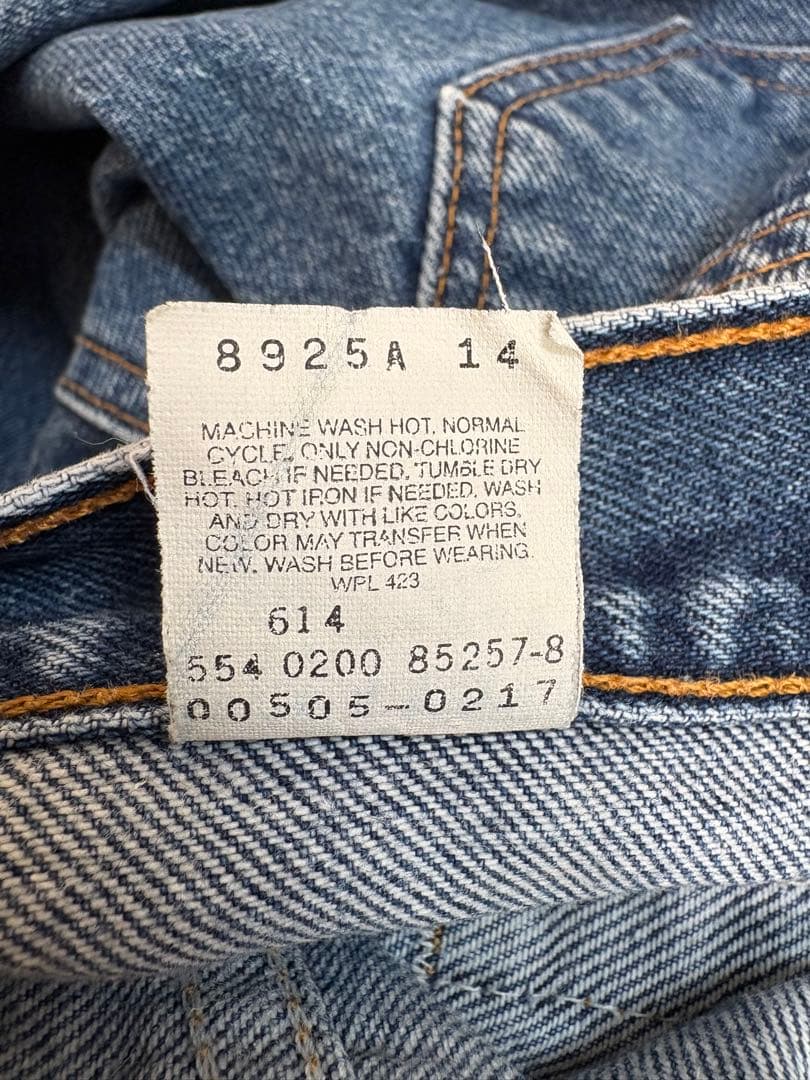 8925A 14
MACHINE WASH HOT, NORMAL
CYCLE, ONLY NON-CHLORINE
BLEACH IF NEEDED, TUMBLE DRY
HOT, HOT IRON IF NEEDED, WASH
AND DRY WITH LIKE COLORS,
COLOR MAY TRANSFER WHEN
NEW, WASH BEFORE WEARING.
WPL 423
614
554 0200 85257-8
00505-0217